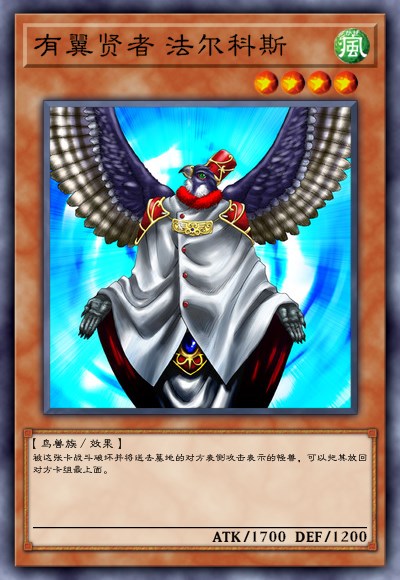 有翼贤者 法尔科斯
風
【鸟兽族／效果】
被这张卡战斗破坏并将送去墓地的对方表侧攻击表示的怪兽，可以把其放回
对方卡组最上面。
ATK/1700 DEF/1200